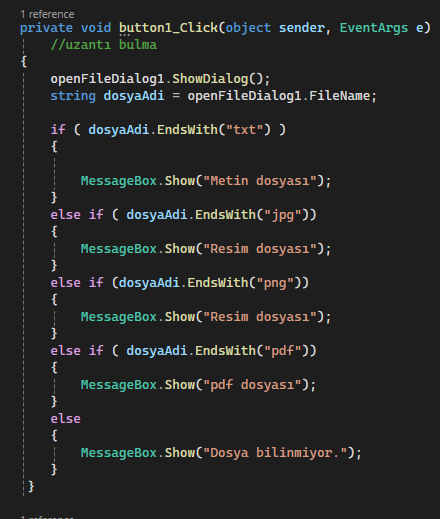 1 reference
private void button1_Click(object sender, EventArgs e)
//uzantı bulma
{
openFileDialog1.ShowDialog();
string dosyaAdi = openFileDialog1.FileName;
if ( dosyaAdi.EndsWith("txt") )
{
MessageBox.Show("Metin dosyası");
}
else if ( dosyaAdi.EndsWith("jpg"))
{
MessageBox.Show("Resim dosyası");
}
else if (dosyaAdi.EndsWith("png"))
{
MessageBox.Show("Resim dosyası");
}
else if ( dosyaAdi.EndsWith("pdf"))
{
MessageBox.Show("pdf dosyası");
}
else
{
MessageBox.Show("Dosya bilinmiyor.");
}
}
1 reference